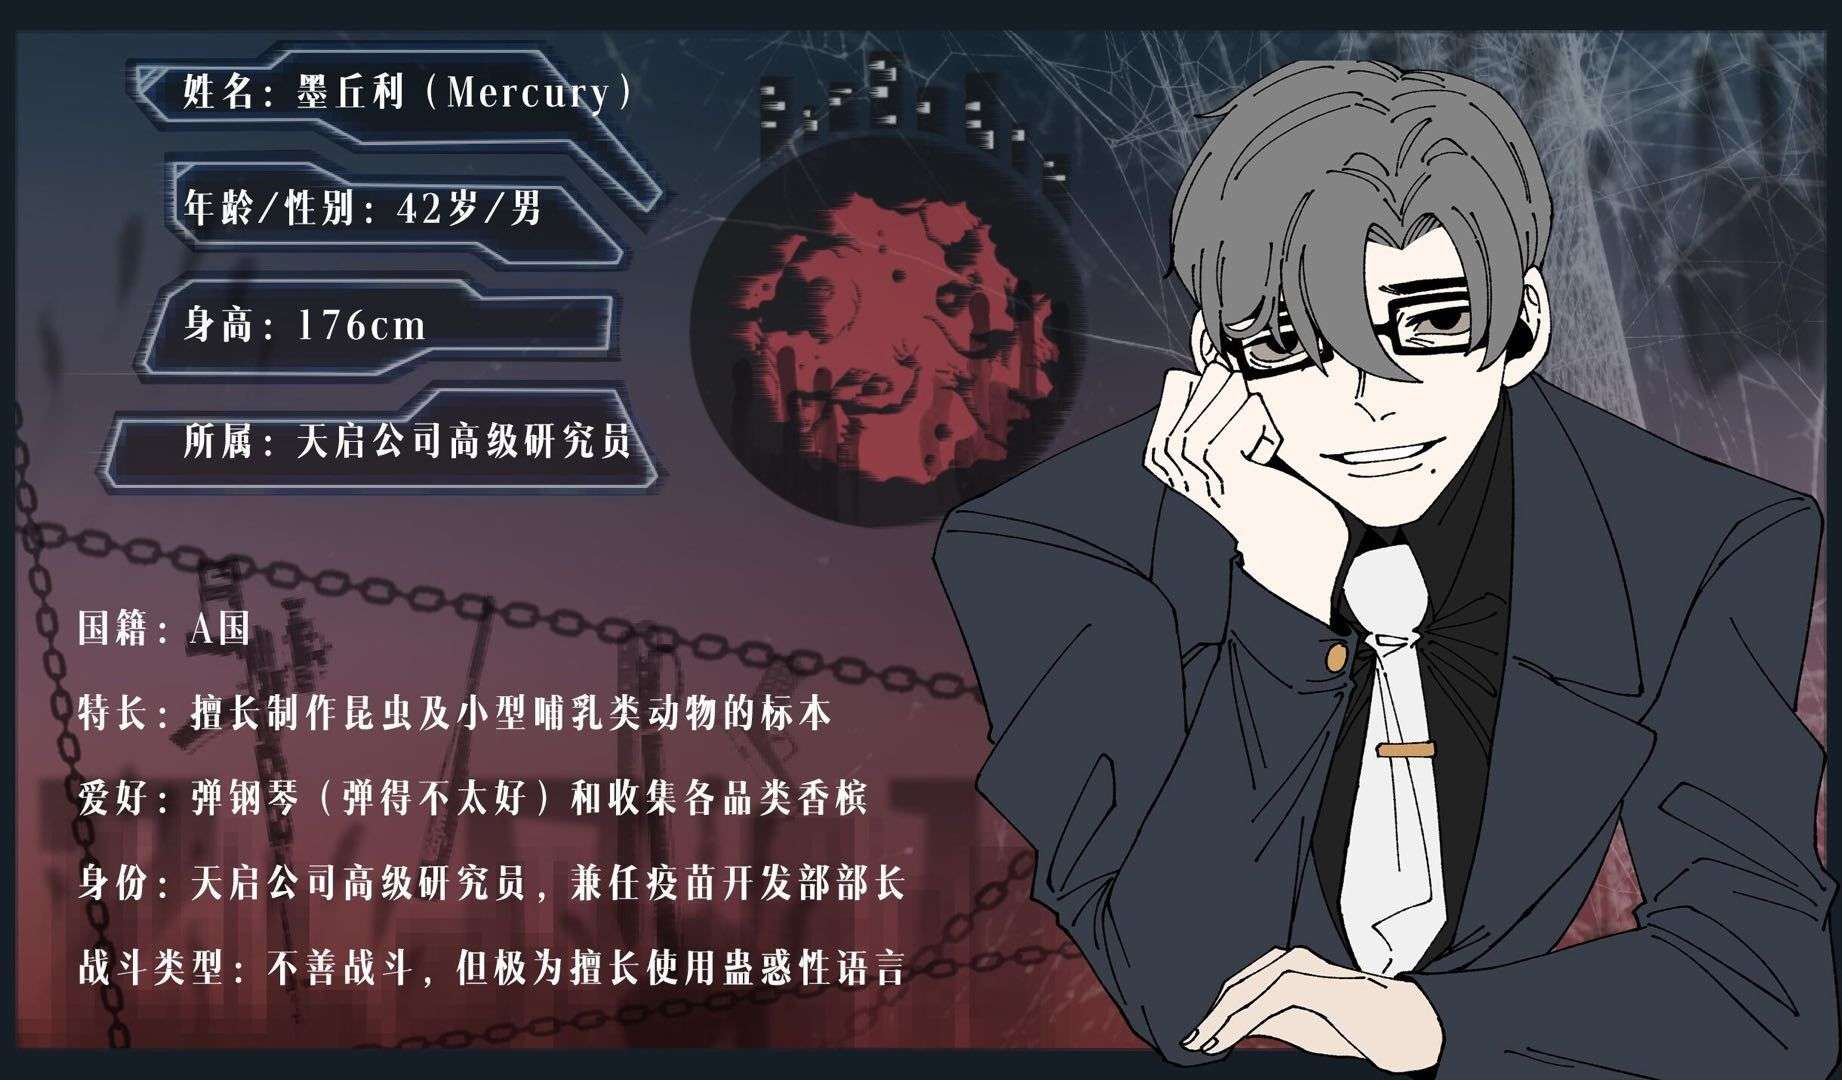 姓名：墨丘利（Mercury）
年龄/性别：42岁/男
身高：176cm
所属：天启公司高级研究员
国籍：A国
特长：擅长制作昆虫及小型哺乳类动物的标本
爱好：弹钢琴（弹得不太好）和收集各品类香槟
身份：天启公司高级研究员，兼任疫苗开发部部长
战斗类型：不善战斗，但极为擅长使用蛊惑性语言